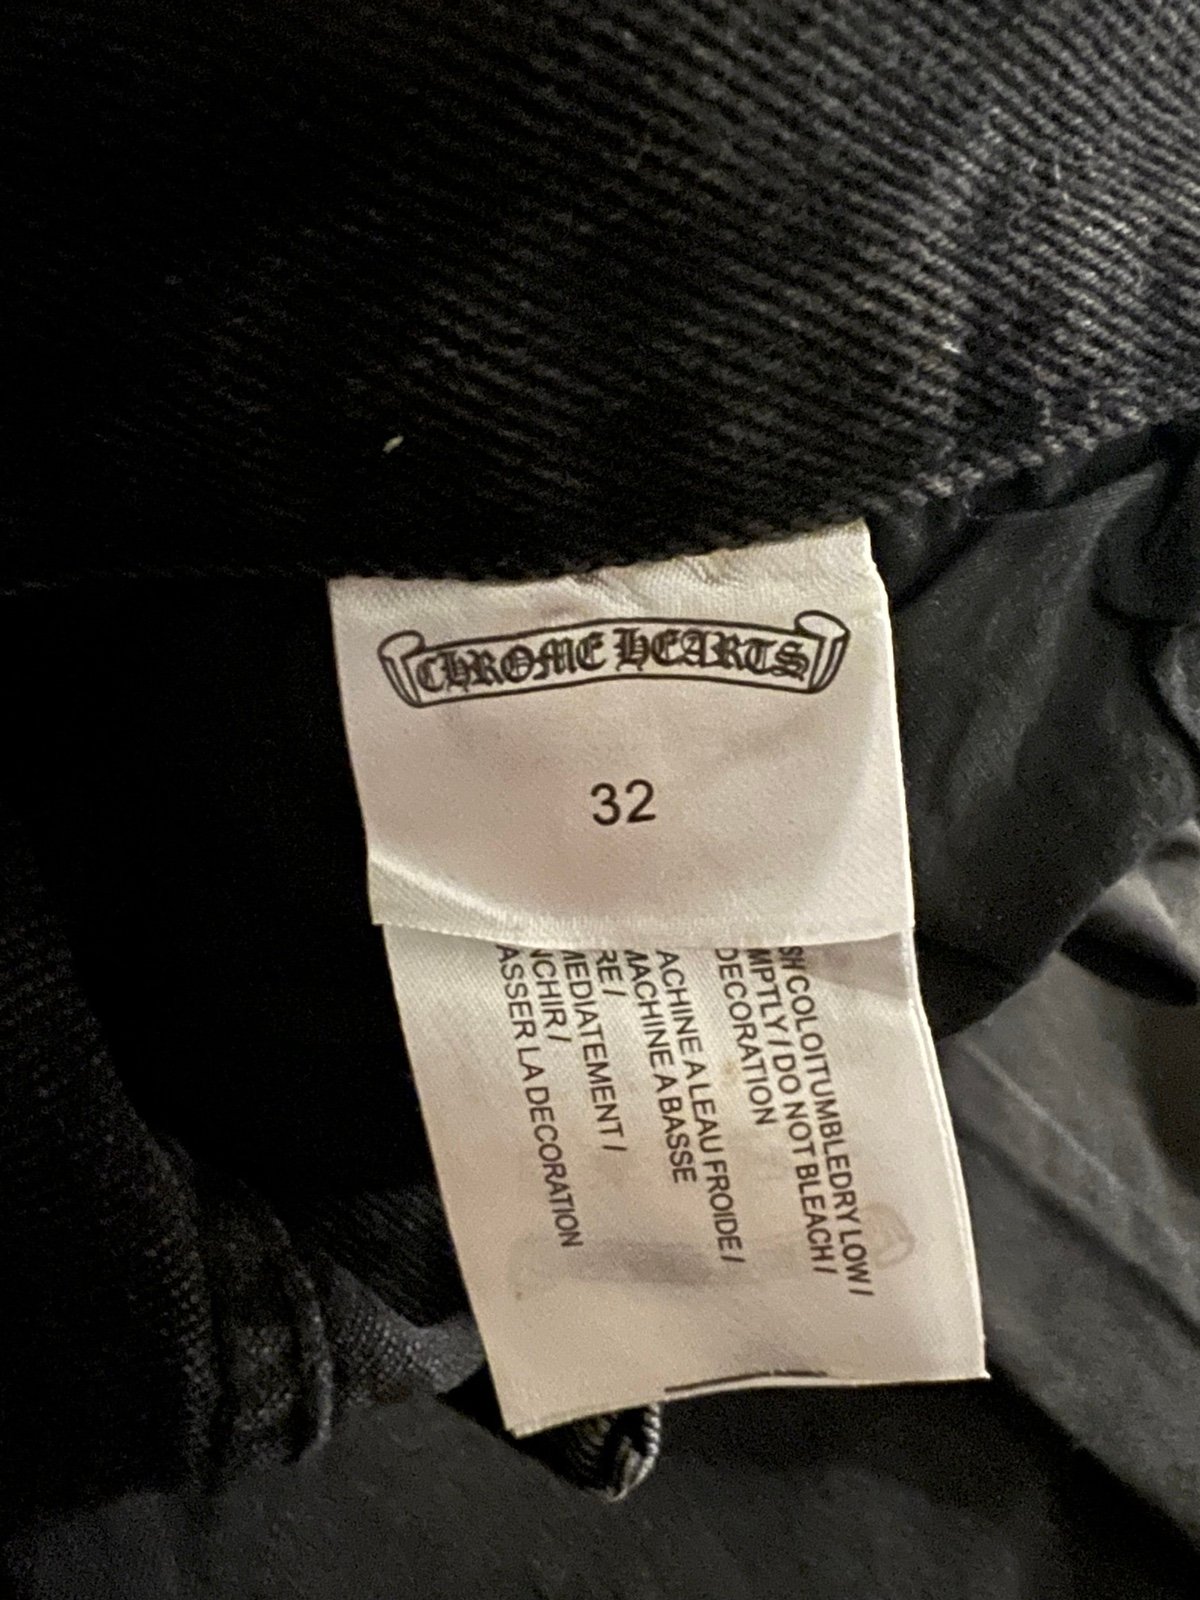 CHROME HEARTS
32
SH COLOITUMBLEDRY LOW /
MPTLY / DO NOT BLEACH /
DECORATION
ACHINE A LEAU FROIDE /
MACHINE A BASSE
RE /
MEDIATEMENT /
NCHIR /
ASSER LA DECORATION